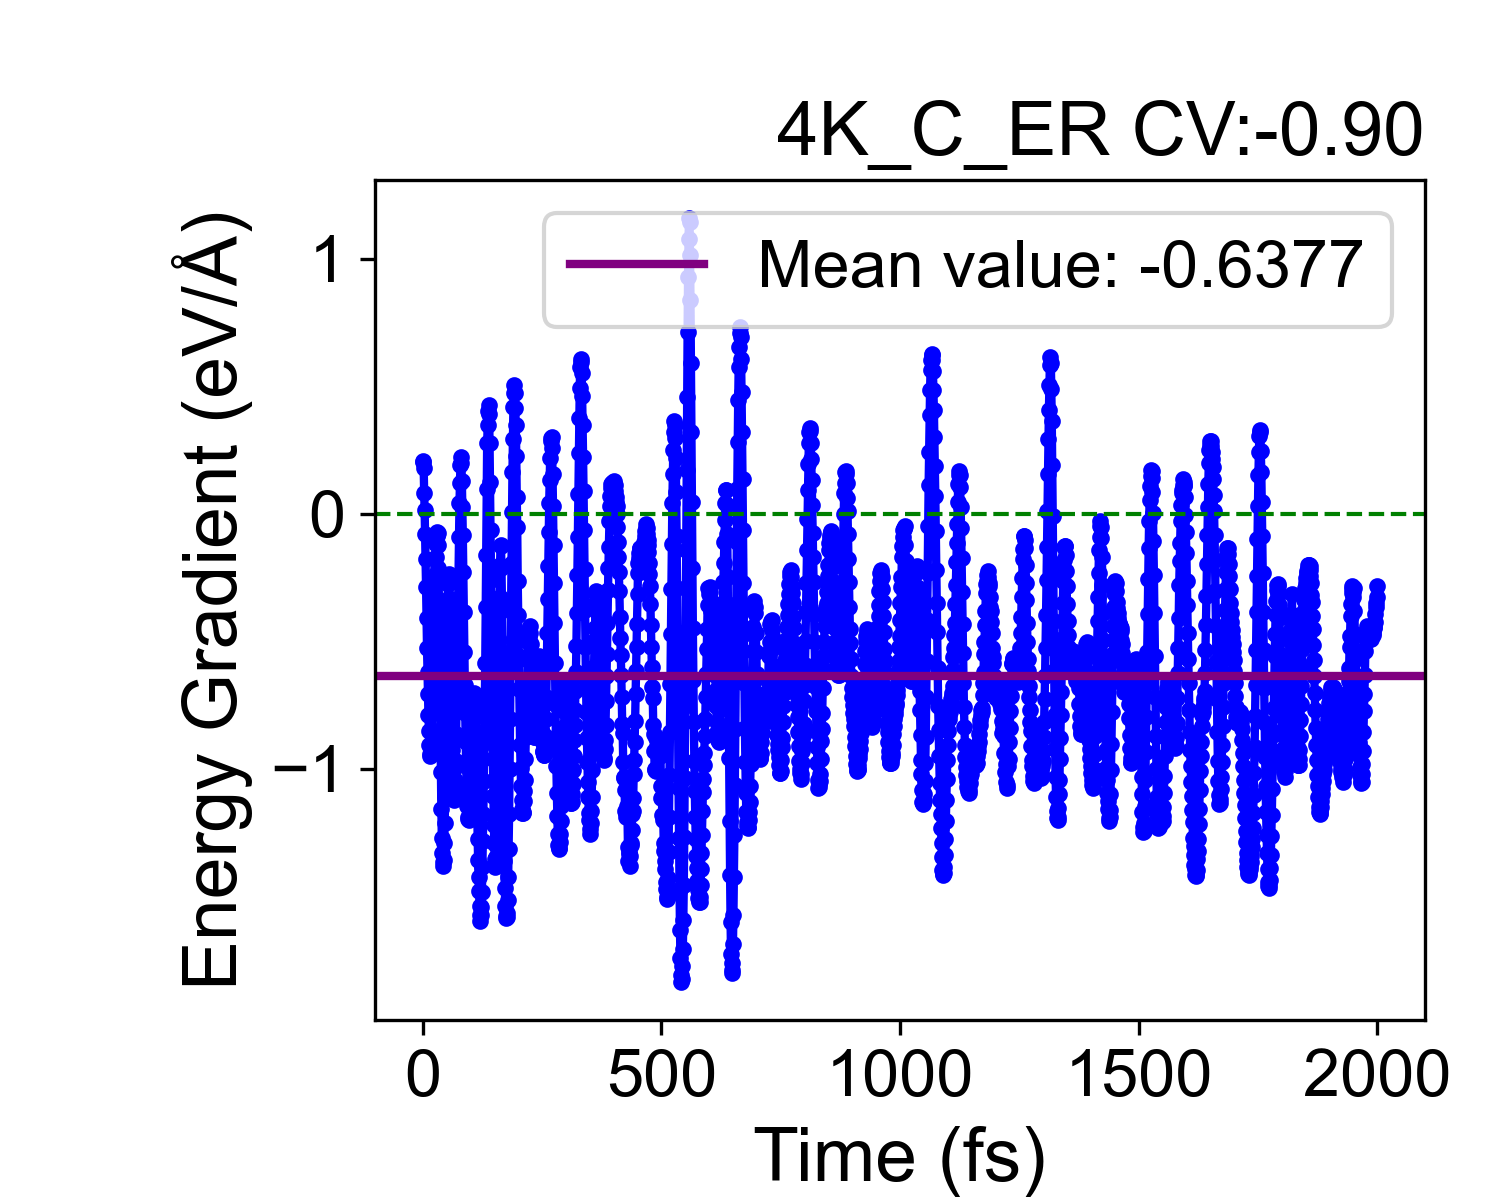 4K_C_ER CV:-0.90
Mean value: -0.6377
Energy Gradient (eV/Å)
1
0
−1
0 500 1000 1500 2000
Time (fs)